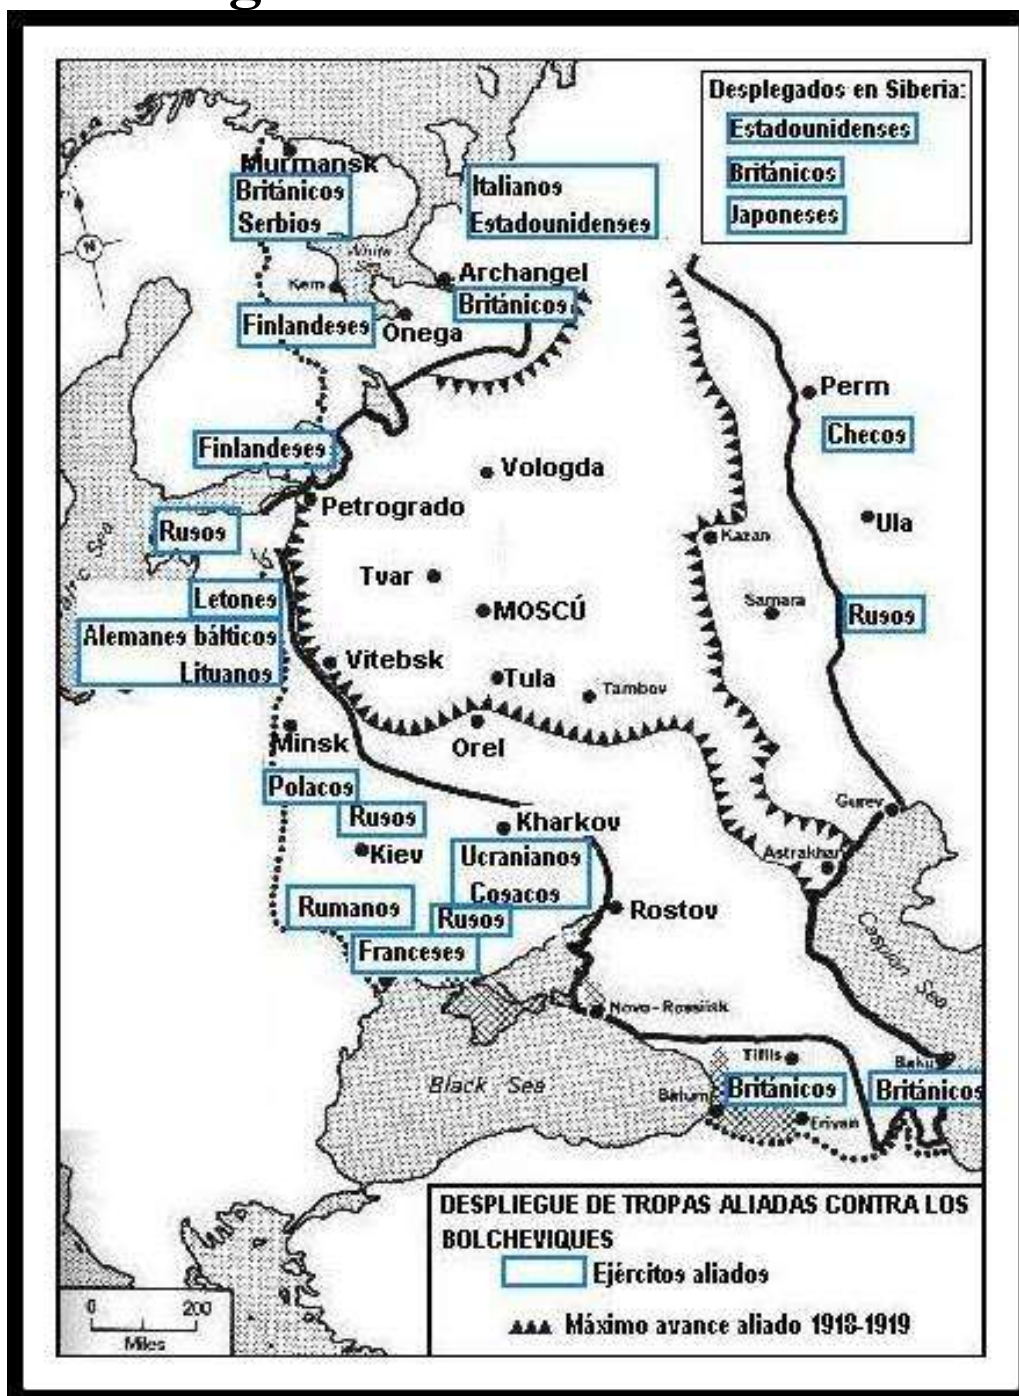 Desplegados en Siberia:
Estadounidenses
Británicos
Japoneses
Murmansk
Británicos
Serbios
Italianos
Estadounidenses
N
White
Kem
Archangel
Británicos
Finlandeses
Onega
Perm
Checos
Finlandeses
Vologda
Petrogrado
Rusos
Kazan
Ula
Sea
Tvar
Letones
MOSCÚ
Samara
Rusos
Alemanes bálticos
Lituanos
Vitebsk
Tula
Tambov
Minsk
Orel
Polacos
Rusos
Kharkov
Gurev
Kiev
Ucranianos
Cosacos
Astrakhan
Rumanos
Rusos
Rostov
Franceses
Caspian Sea
Novo-Rossiisk
Tiflis
Baku
Black Sea
Británicos
Británicos
Batum
Erivan
DESPLIEGUE DE TROPAS ALIADAS CONTRA LOS
BOLCHEVIQUES
Ejércitos aliados
Máximo avance aliado 1918-1919
0 200
Miles